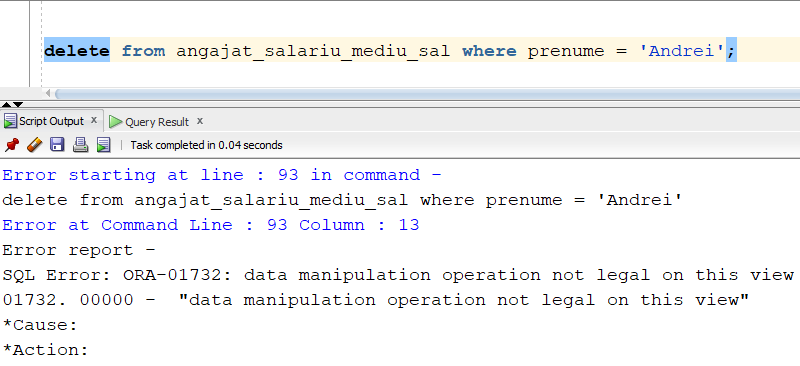 delete from angajat_salariu_mediu_sal where prenume = 'Andrei';
Script Output x Query Result x
Task completed in 0.04 seconds
Error starting at line : 93 in command -
delete from angajat_salariu_mediu_sal where prenume = 'Andrei'
Error at Command Line : 93 Column : 13
Error report -
SQL Error: ORA-01732: data manipulation operation not legal on this view
01732. 00000 -  "data manipulation operation not legal on this view"
*Cause:
*Action: